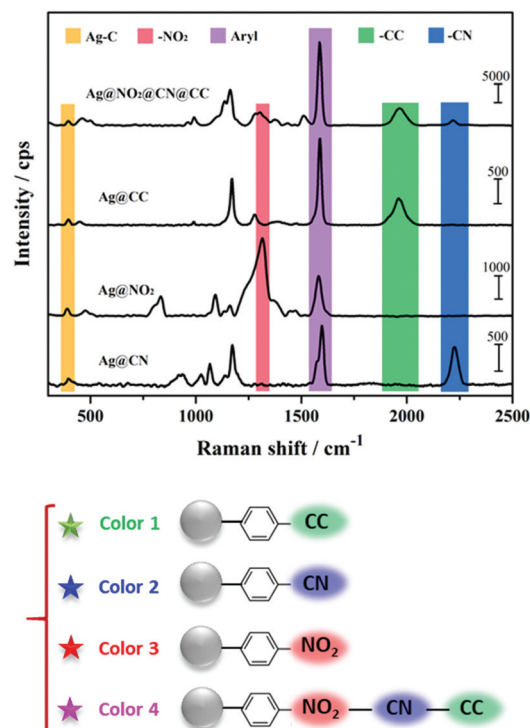 Ag-C -NO₂ Aryl -CC -CN
Ag@NO₂@CN@CC
5000
Ag@CC
500
Ag@NO₂
1000
Ag@CN
500
Intensity / cps
500 1000 1500 2000 2500
Raman shift / cm⁻¹
Color 1 CC
Color 2 CN
Color 3 NO₂
Color 4 NO₂ CN CC